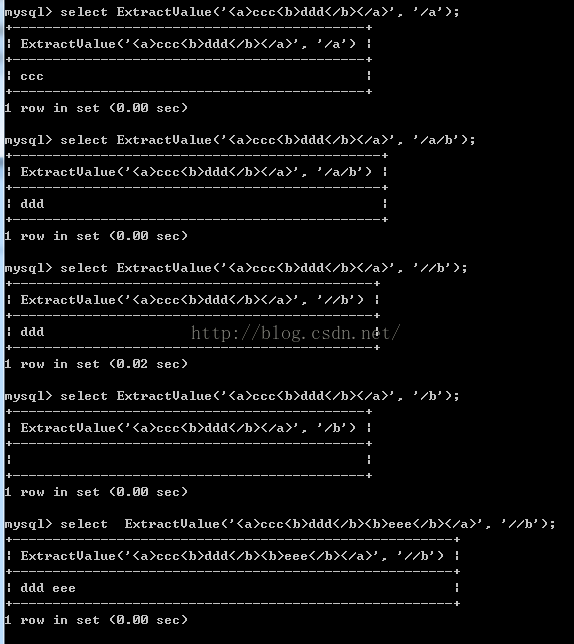 mysql> select ExtractValue('<a>ccc<b>ddd</b></a>', '/a');
+--------------------------------------------+
| ExtractValue('<a>ccc<b>ddd</b></a>', '/a') |
+--------------------------------------------+
| ccc                                        |
+--------------------------------------------+
1 row in set (0.00 sec)
mysql> select ExtractValue('<a>ccc<b>ddd</b></a>', '/a/b');
+----------------------------------------------+
| ExtractValue('<a>ccc<b>ddd</b></a>', '/a/b') |
+----------------------------------------------+
| ddd                                          |
+----------------------------------------------+
1 row in set (0.00 sec)
mysql> select ExtractValue('<a>ccc<b>ddd</b></a>', '//b');
+---------------------------------------------+
| ExtractValue('<a>ccc<b>ddd</b></a>', '//b') |
+---------------------------------------------+
| ddd                                         |
http://blog.csdn.net/
+---------------------------------------------+
1 row in set (0.02 sec)
mysql> select ExtractValue('<a>ccc<b>ddd</b></a>', '/b');
+--------------------------------------------+
| ExtractValue('<a>ccc<b>ddd</b></a>', '/b') |
+--------------------------------------------+
|                                            |
+--------------------------------------------+
1 row in set (0.00 sec)
mysql> select  ExtractValue('<a>ccc<b>ddd</b><b>eee</b></a>', '//b');
+-------------------------------------------------------+
| ExtractValue('<a>ccc<b>ddd</b><b>eee</b></a>', '//b') |
+-------------------------------------------------------+
| ddd eee                                               |
+-------------------------------------------------------+
1 row in set (0.00 sec)